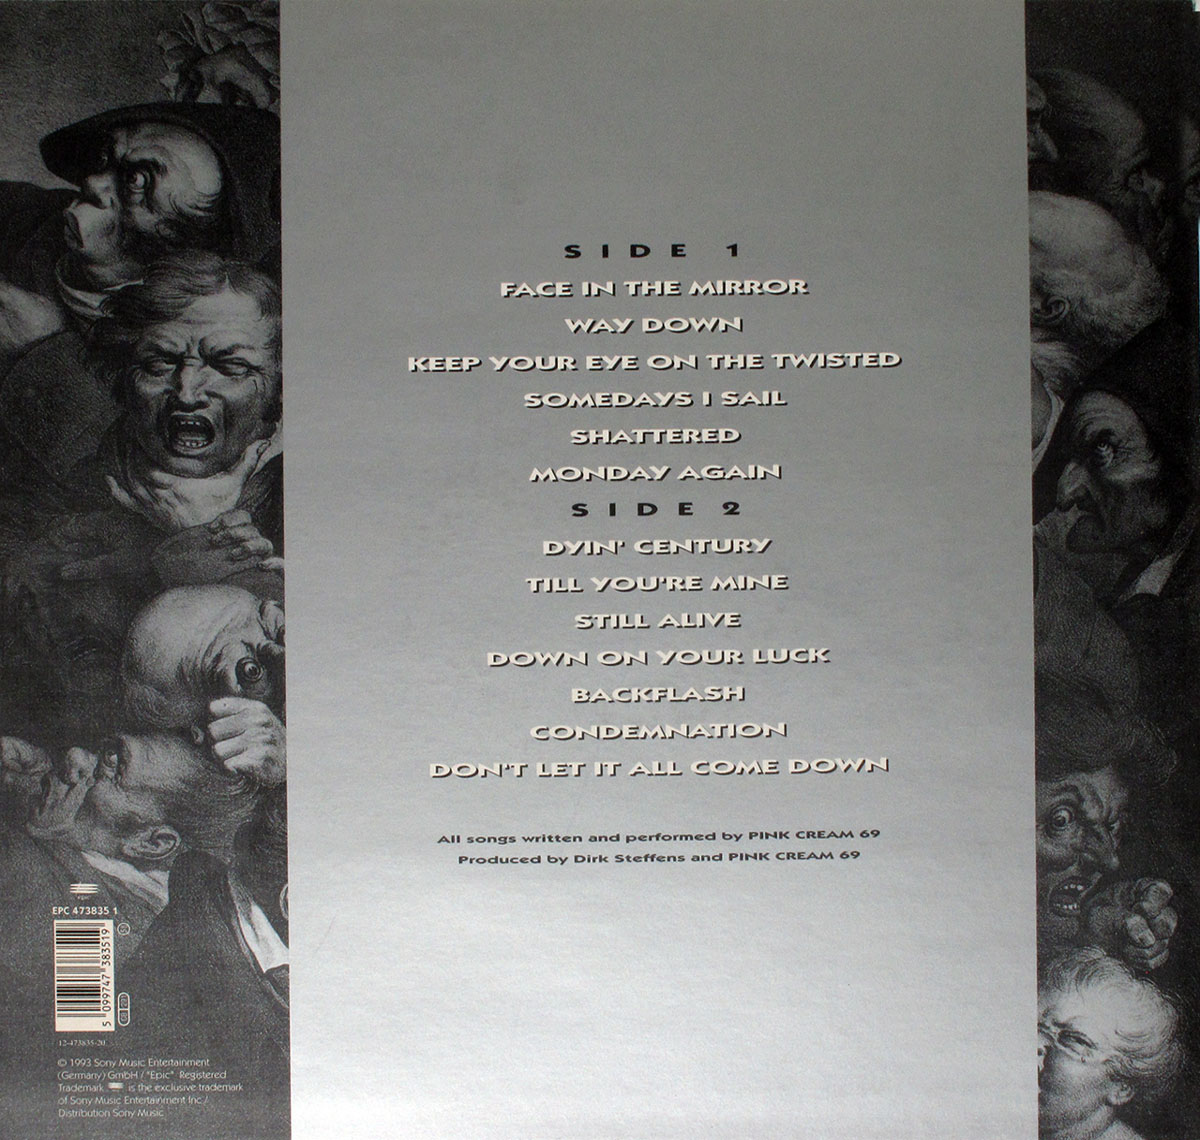 SIDE 1
FACE IN THE MIRROR
WAY DOWN
KEEP YOUR EYE ON THE TWISTED
SOMEDAYS I SAIL
SHATTERED
MONDAY AGAIN
SIDE 2
DYIN' CENTURY
TILL YOU'RE MINE
STILL ALIVE
DOWN ON YOUR LUCK
BACKFLASH
CONDEMNATION
DON'T LET IT ALL COME DOWN
All songs written and performed by PINK CREAM 69
Produced by Dirk Steffens and PINK CREAM 69
epic
EPC 473835 1
5 099747 383519
12-473835-20
© 1993 Sony Music Entertainment
(Germany) GmbH / "Epic" Registered
Trademark is the exclusive trademark
of Sony Music Entertainment Inc./
Distribution Sony Music